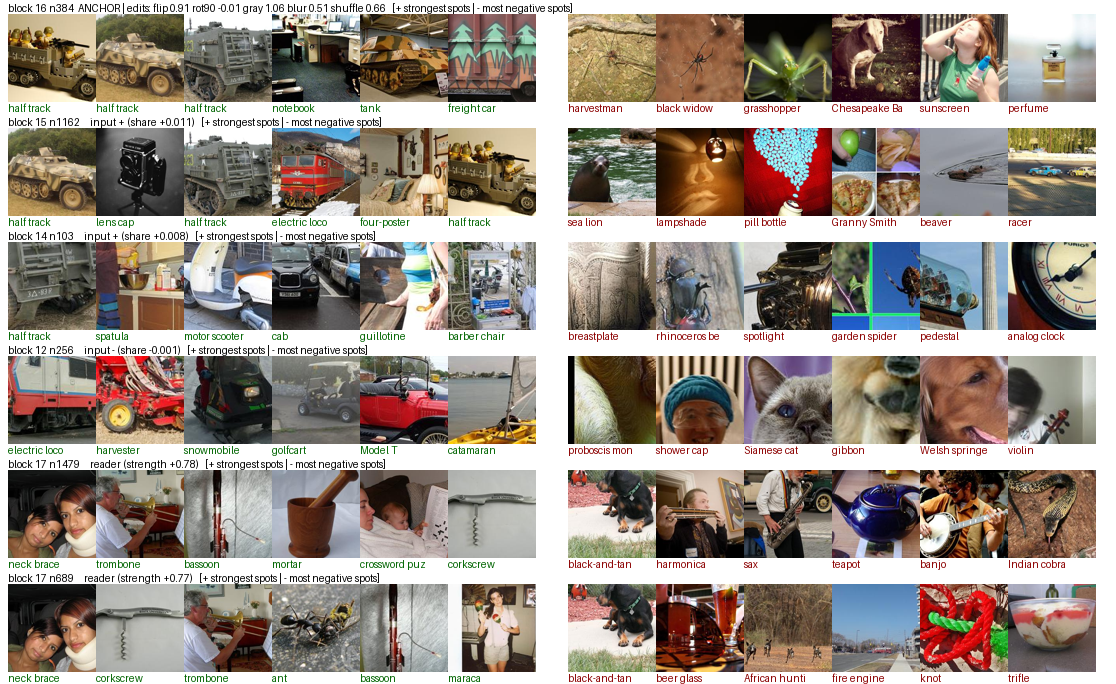 block 16 n384 ANCHOR | edits: flip 0.91 rot90 -0.01 gray 1.06 blur 0.51 shuffle 0.66 [+ strongest spots | - most negative spots]
half track half track half track notebook tank freight car harvestman black widow grasshopper Chesapeake Ba sunscreen perfume
block 15 n1162 input + (share +0.011) [+ strongest spots | - most negative spots]
half track lens cap half track electric loco four-poster half track sea lion lampshade pill bottle Granny Smith beaver racer
block 14 n103 input + (share +0.008) [+ strongest spots | - most negative spots]
half track spatula motor scooter cab guillotine barber chair breastplate rhinoceros be spotlight garden spider pedestal analog clock
block 12 n256 input - (share -0.001) [+ strongest spots | - most negative spots]
electric loco harvester snowmobile golfcart Model T catamaran proboscis mon shower cap Siamese cat gibbon Welsh springe violin
block 17 n1479 reader (strength +0.78) [+ strongest spots | - most negative spots]
neck brace trombone bassoon mortar crossword puz corkscrew black-and-tan harmonica sax teapot banjo Indian cobra
block 17 n689 reader (strength +0.77) [+ strongest spots | - most negative spots]
neck brace corkscrew trombone ant bassoon maraca black-and-tan beer glass African hunti fire engine knot trifle